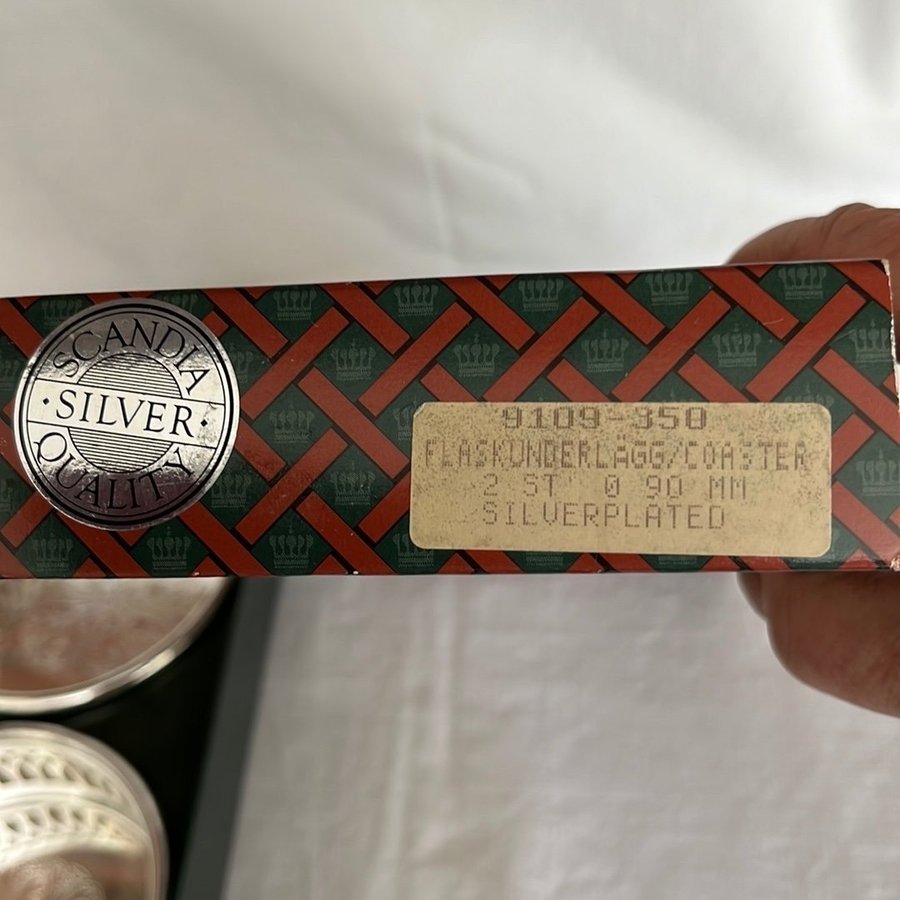 SCANDIA
·SILVER·
QUALITY
9109-350
FLASKUNDERLÄGG/COASTER
2 ST Ø 90 MM
SILVERPLATED